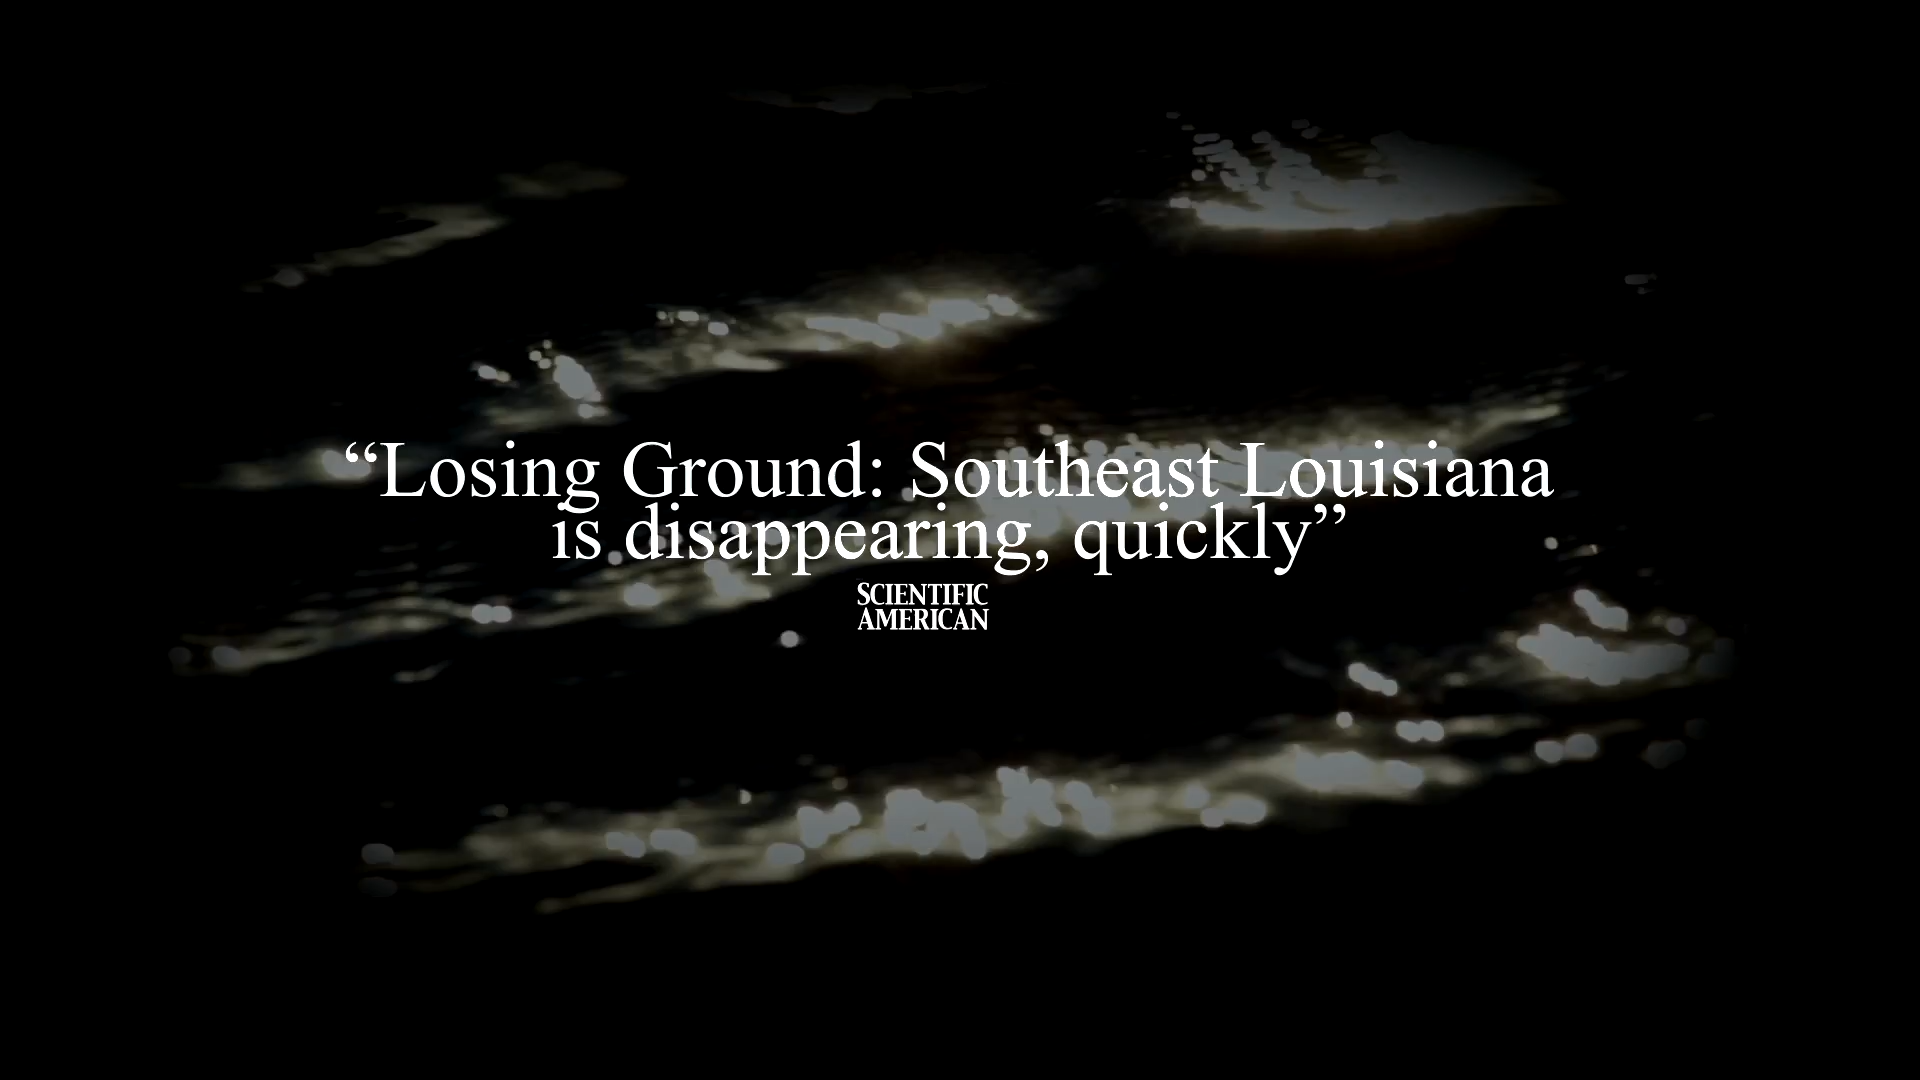 “Losing Ground: Southeast Louisiana
is disappearing, quickly”
SCIENTIFIC
AMERICAN